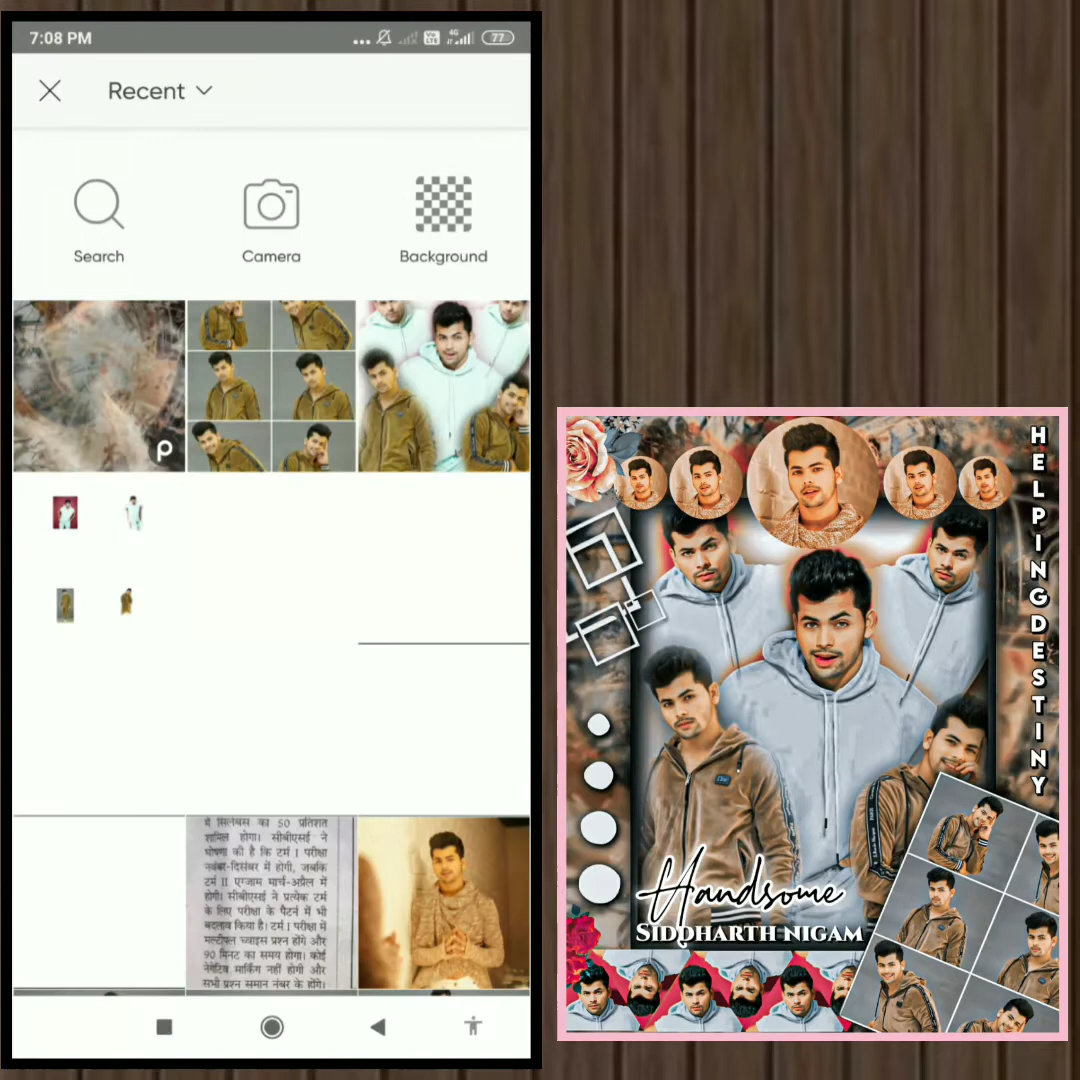 7:08 PM
4G
77
Recent
Search
Camera
Background
में सिलेबस का 50 प्रतिशत
शामिल होगा। सीबीएसई ने
घोषणा की है कि टर्म I परीक्षा
नवंबर-दिसंबर में होगी, जबकि
टर्म II एग्जाम मार्च-अप्रैल में
होगी। सीबीएसई ने प्रत्येक टर्म
के लिए परीक्षा के पैटर्न में भी
बदलाव किया है। टर्म I परीक्षा में
मल्टीपल च्वाइस प्रश्न होंगे और
90 मिनट का समय होगा। कोई
नेगेटिव मार्किंग नहीं होगी और
सभी प्रश्न समान नंबर के होंगे।
HELPINGDESTINY
Handsome
SIDDHARTH NIGAM